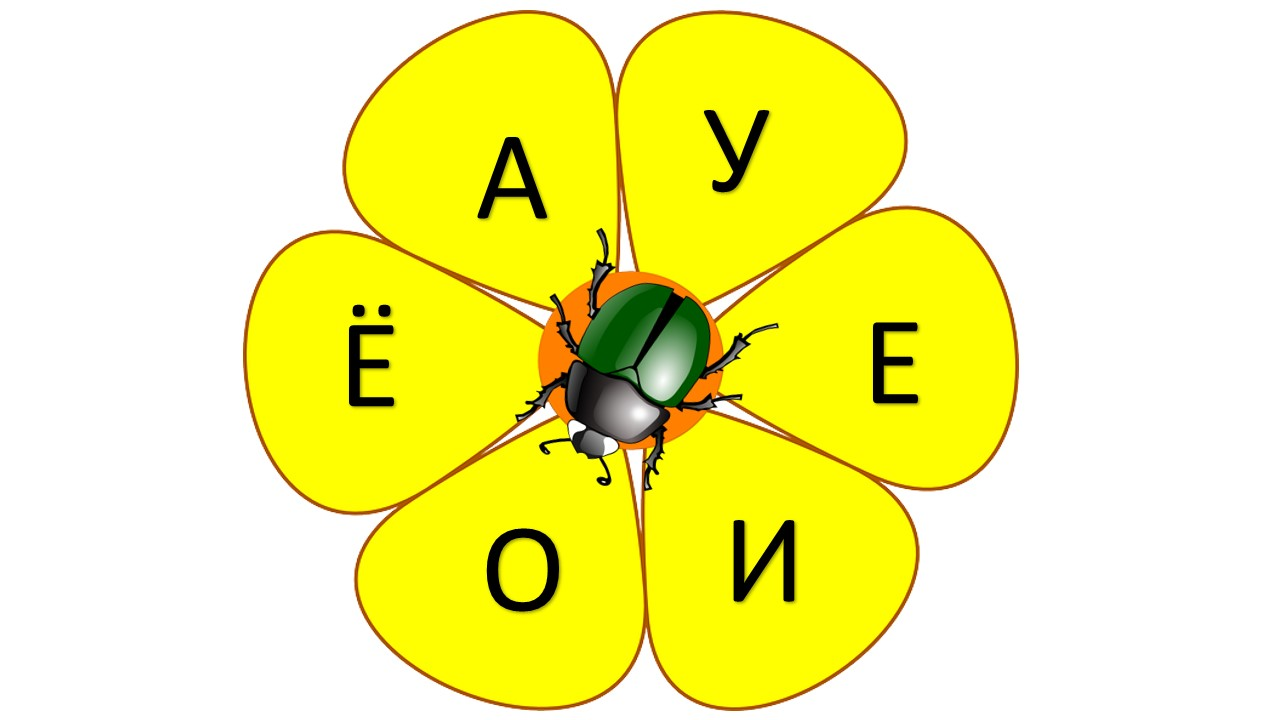 А У
Ё Е
О И